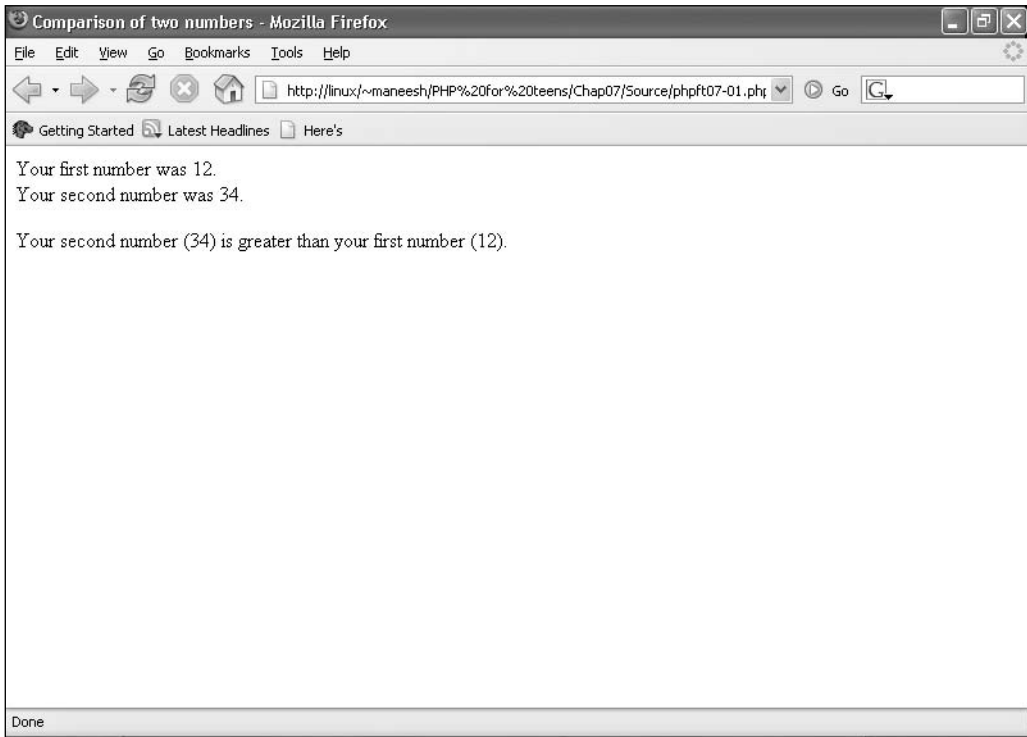 Comparison of two numbers - Mozilla Firefox
File Edit View Go Bookmarks Tools Help
http://linux/~maneesh/PHP%20for%20teens/Chap07/Source/phpft07-01.php Go G
Getting Started Latest Headlines Here's
Your first number was 12.
Your second number was 34.
Your second number (34) is greater than your first number (12).
Done